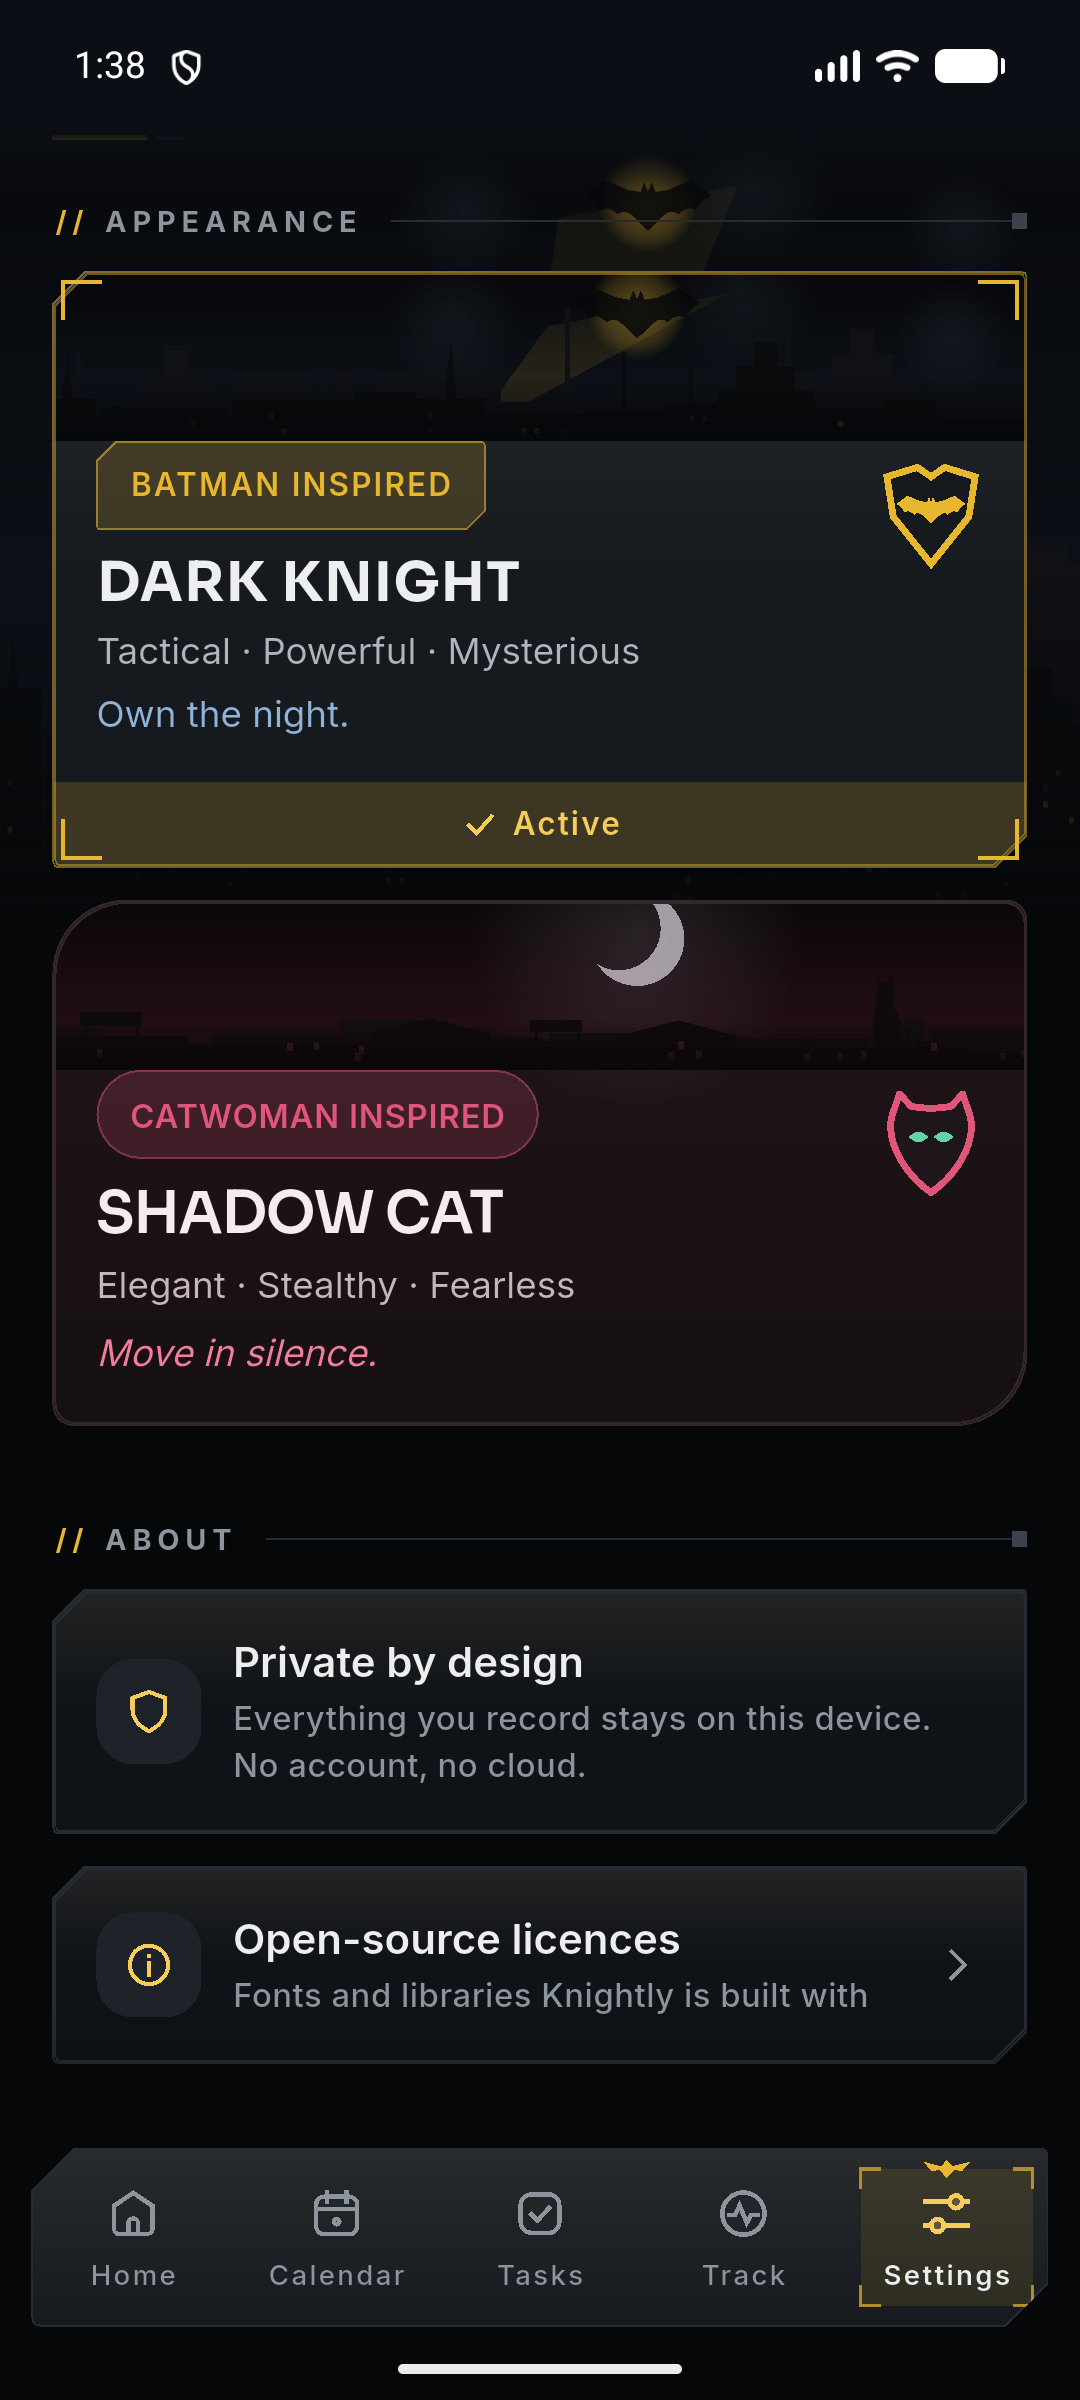 1:38
// APPEARANCE
BATMAN INSPIRED
DARK KNIGHT
Tactical · Powerful · Mysterious
Own the night.
Active
CATWOMAN INSPIRED
SHADOW CAT
Elegant · Stealthy · Fearless
Move in silence.
// ABOUT
Private by design
Everything you record stays on this device.
No account, no cloud.
Open-source licences
Fonts and libraries Knightly is built with
Home Calendar Tasks Track Settings